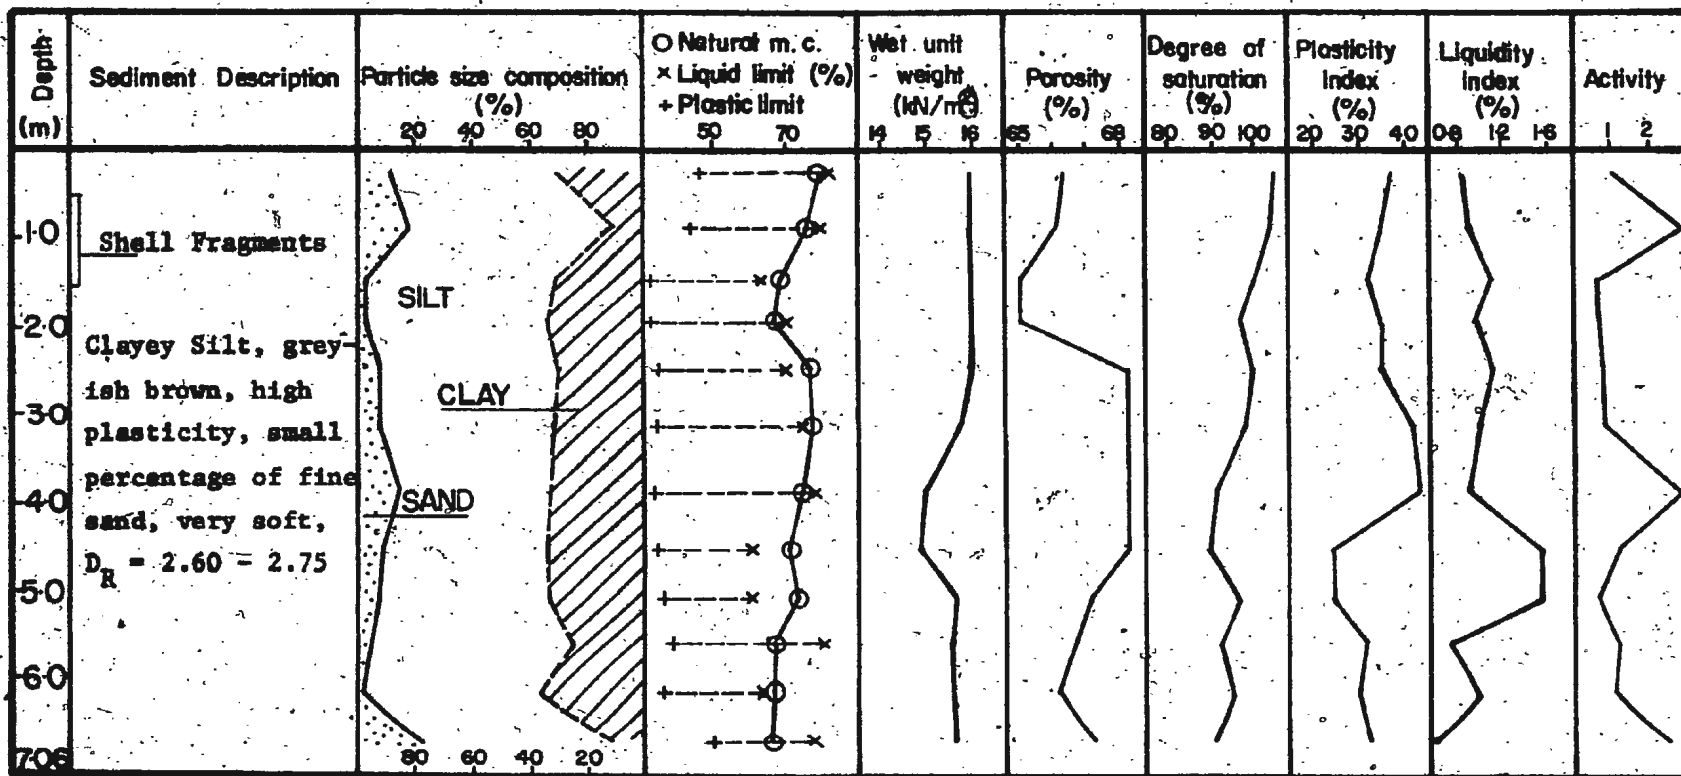 Depth
(m)
Sediment Description
Particle size composition
(%)
20 40 60 80
O Natural m.c.
× Liquid limit (%)
+ Plastic limit
50 70
Wet unit
weight
(kN/m³)
14 15 16
Porosity
(%)
65 68
Degree of
saturation
(%)
80 90 100
Plasticity
index
(%)
20 30 40
Liquidity
index
(%)
0·8 1·2 1·6
Activity
1 2
1·0
Shell Fragments
SILT
2·0
Clayey Silt, grey-
ish brown, high
CLAY
3·0
plasticity, small
percentage of fine
4·0
SAND
sand, very soft,
D_R = 2.60 - 2.75
5·0
6·0
7·06
80 60 40 20